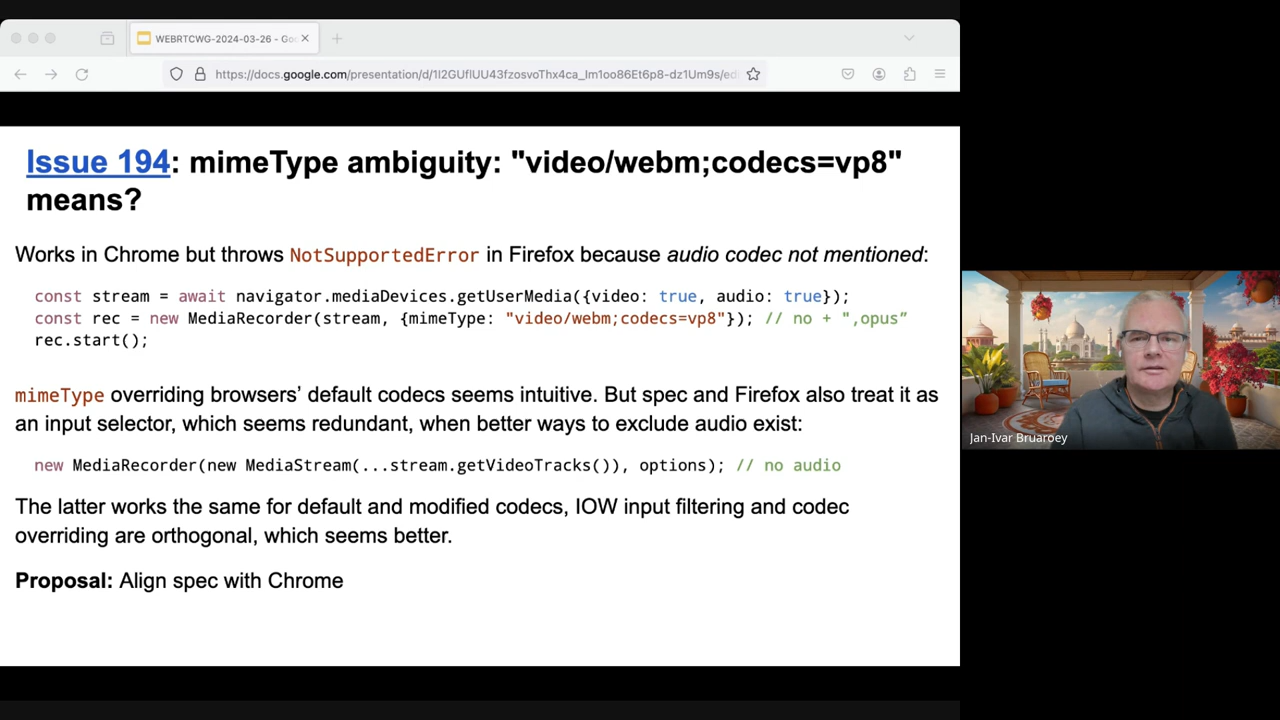 WEBRTCWG-2024-03-26 - Goo
https://docs.google.com/presentation/d/1I2GUfIUU43fzosvoThx4ca_Im1oo86Et6p8-dz1Um9s/edi
Issue 194: mimeType ambiguity: "video/webm;codecs=vp8"
means?
Works in Chrome but throws NotSupportedError in Firefox because audio codec not mentioned:
const stream = await navigator.mediaDevices.getUserMedia({video: true, audio: true});
const rec = new MediaRecorder(stream, {mimeType: "video/webm;codecs=vp8"}); // no + ",opus”
rec.start();
mimeType overriding browsers’ default codecs seems intuitive. But spec and Firefox also treat it as
an input selector, which seems redundant, when better ways to exclude audio exist:
new MediaRecorder(new MediaStream(...stream.getVideoTracks()), options); // no audio
The latter works the same for default and modified codecs, IOW input filtering and codec
overriding are orthogonal, which seems better.
Proposal: Align spec with Chrome
Jan-Ivar Bruaroey